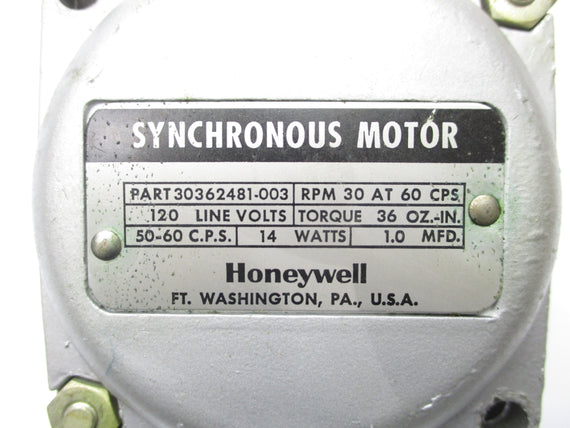 SYNCHRONOUS MOTOR
PART 30362481-003 RPM 30 AT 60 CPS
120 LINE VOLTS TORQUE 36 OZ.-IN.
50-60 C.P.S. 14 WATTS 1.0 MFD.
Honeywell
FT. WASHINGTON, PA., U.S.A.